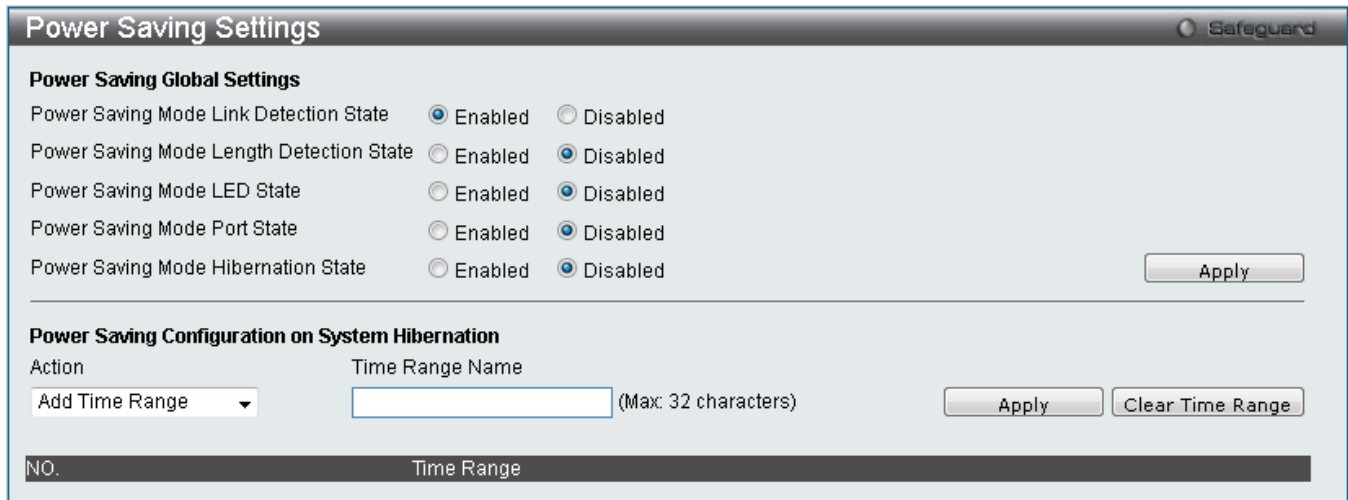 Power Saving Settings Safeguard
Power Saving Global Settings
Power Saving Mode Link Detection State Enabled Disabled
Power Saving Mode Length Detection State Enabled Disabled
Power Saving Mode LED State Enabled Disabled
Power Saving Mode Port State Enabled Disabled
Power Saving Mode Hibernation State Enabled Disabled Apply
Power Saving Configuration on System Hibernation
Action Time Range Name
Add Time Range (Max: 32 characters) Apply Clear Time Range
NO. Time Range